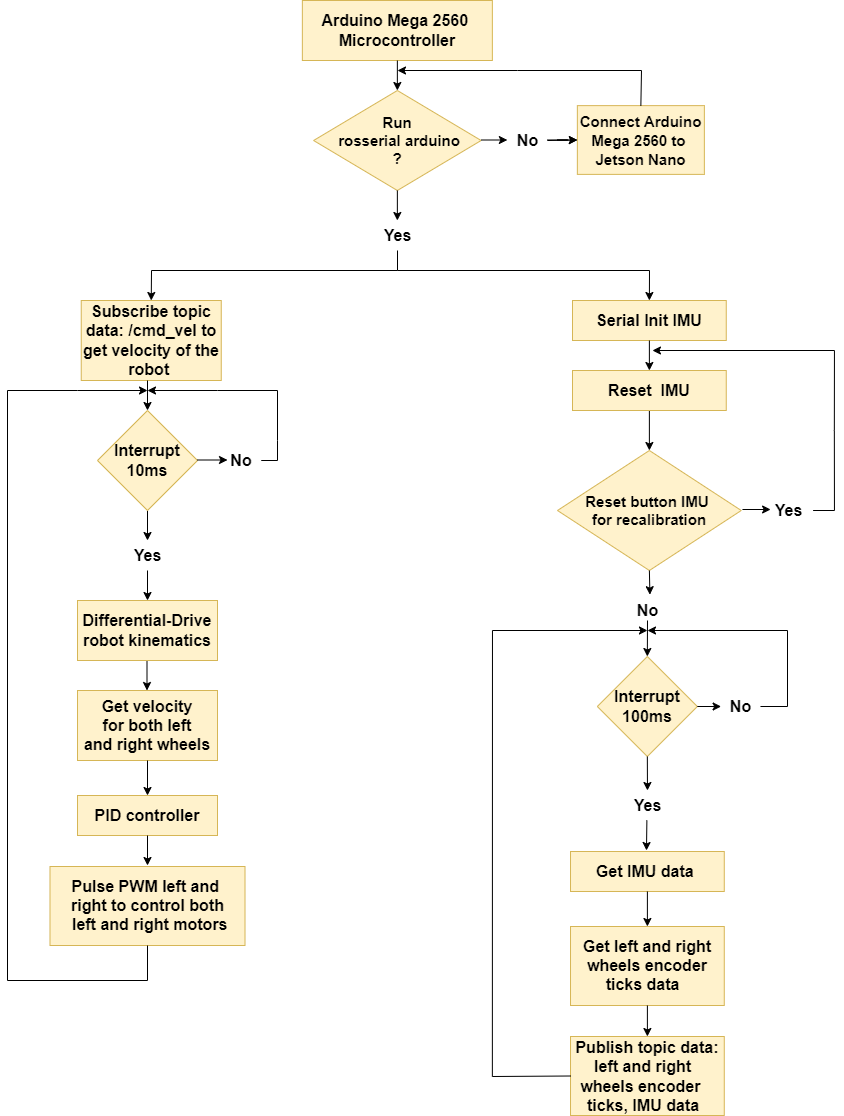 Arduino Mega 2560
Microcontroller
Run
rosserial arduino
?
No
Connect Arduino
Mega 2560 to
Jetson Nano
Yes
Subscribe topic
data: /cmd_vel to
get velocity of the
robot
Interrupt
10ms
No
Yes
Differential-Drive
robot kinematics
Get velocity
for both left
and right wheels
PID controller
Pulse PWM left and
right to control both
left and right motors
Serial Init IMU
Reset IMU
Reset button IMU
for recalibration
Yes
No
Interrupt
100ms
No
Yes
Get IMU data
Get left and right
wheels encoder
ticks data
Publish topic data:
left and right
wheels encoder
ticks, IMU data